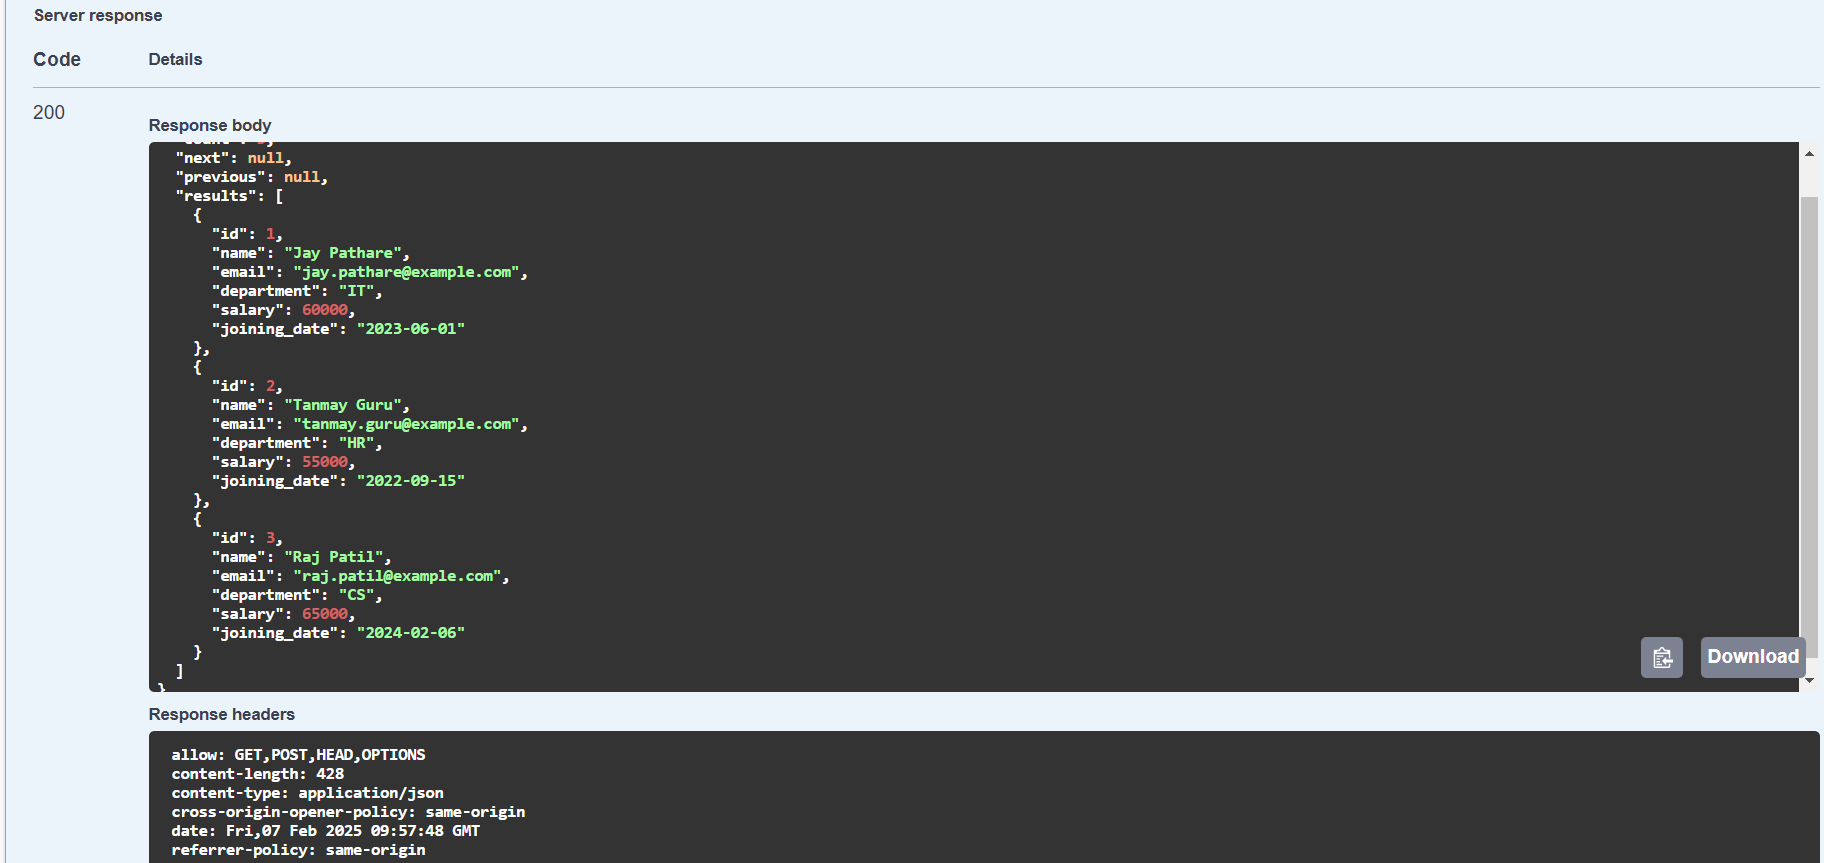 Server response
Code Details
200
Response body
"count": 3,
"next": null,
"previous": null,
"results": [
{
"id": 1,
"name": "Jay Pathare",
"email": "jay.pathare@example.com",
"department": "IT",
"salary": 60000,
"joining_date": "2023-06-01"
},
{
"id": 2,
"name": "Tanmay Guru",
"email": "tanmay.guru@example.com",
"department": "HR",
"salary": 55000,
"joining_date": "2022-09-15"
},
{
"id": 3,
"name": "Raj Patil",
"email": "raj.patil@example.com",
"department": "CS",
"salary": 65000,
"joining_date": "2024-02-06"
}
]
}
Download
Response headers
allow: GET,POST,HEAD,OPTIONS
content-length: 428
content-type: application/json
cross-origin-opener-policy: same-origin
date: Fri,07 Feb 2025 09:57:48 GMT
referrer-policy: same-origin